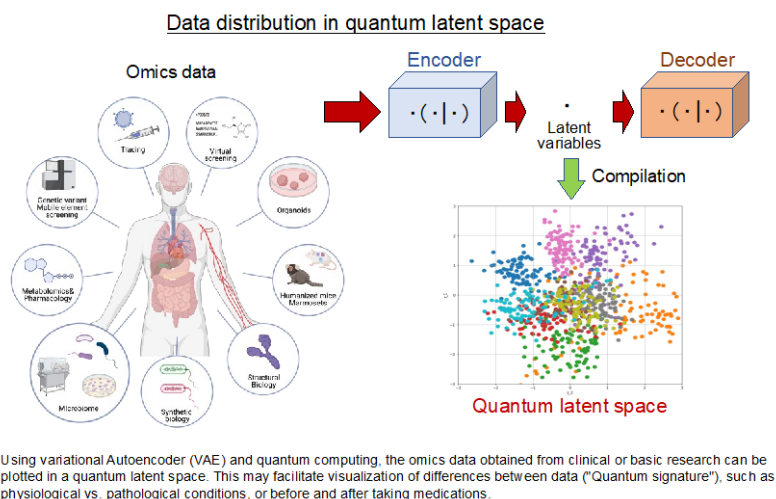 Data distribution in quantum latent space
Omics data
Encoder
Decoder
·(·|·)
·
·(·|·)
Latent
variables
Compilation
Tracing
Virtual
screening
Genetic variant
Mobile element
screening
Organoids
Metabolomics&
Pharmacology
Humanized mice
Marmosets
Microbiome
Synthetic
biology
Structural
Biology
Quantum latent space
Using variational Autoencoder (VAE) and quantum computing, the omics data obtained from clinical or basic research can be
plotted in a quantum latent space. This may facilitate visualization of differences between data ("Quantum signature"), such as
physiological vs. pathological conditions, or before and after taking medications.